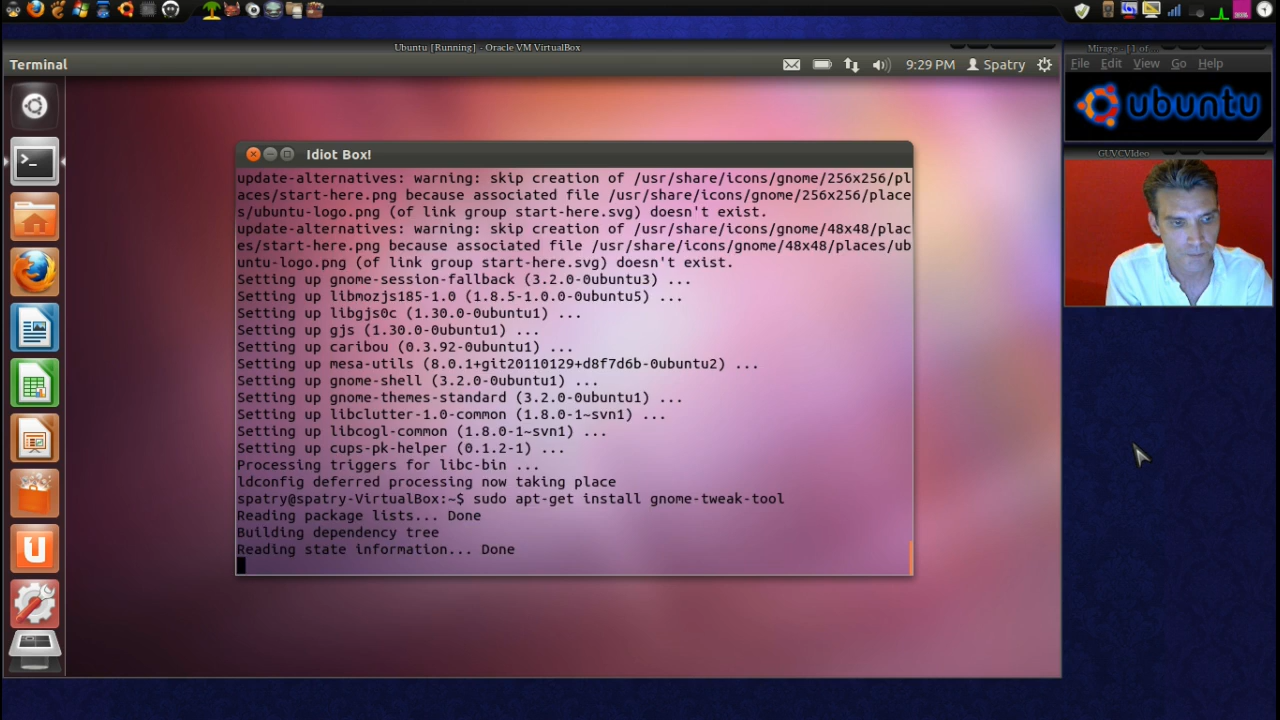 Ubuntu [Running] - Oracle VM VirtualBox
Terminal
9:29 PM
Spatry
Mirage
File Edit View Go Help
ubuntu
GUVCVideo
Idiot Box!
update-alternatives: warning: skip creation of /usr/share/icons/gnome/256x256/pl
aces/start-here.png because associated file /usr/share/icons/gnome/256x256/place
s/ubuntu-logo.png (of link group start-here.svg) doesn't exist.
update-alternatives: warning: skip creation of /usr/share/icons/gnome/48x48/plac
es/start-here.png because associated file /usr/share/icons/gnome/48x48/places/ub
untu-logo.png (of link group start-here.svg) doesn't exist.
Setting up gnome-session-fallback (3.2.0-0ubuntu3) ...
Setting up libmozjs185-1.0 (1.8.5-1.0.0-0ubuntu5) ...
Setting up libgjs0c (1.30.0-0ubuntu1) ...
Setting up gjs (1.30.0-0ubuntu1) ...
Setting up caribou (0.3.92-0ubuntu1) ...
Setting up mesa-utils (8.0.1+git20110129+d8f7d6b-0ubuntu2) ...
Setting up gnome-shell (3.2.0-0ubuntu1) ...
Setting up gnome-themes-standard (3.2.0-0ubuntu1) ...
Setting up libclutter-1.0-common (1.8.0-1~svn1) ...
Setting up libcogl-common (1.8.0-1~svn1) ...
Setting up cups-pk-helper (0.1.2-1) ...
Processing triggers for libc-bin ...
ldconfig deferred processing now taking place
spatry@spatry-VirtualBox:~$ sudo apt-get install gnome-tweak-tool
Reading package lists... Done
Building dependency tree
Reading state information... Done